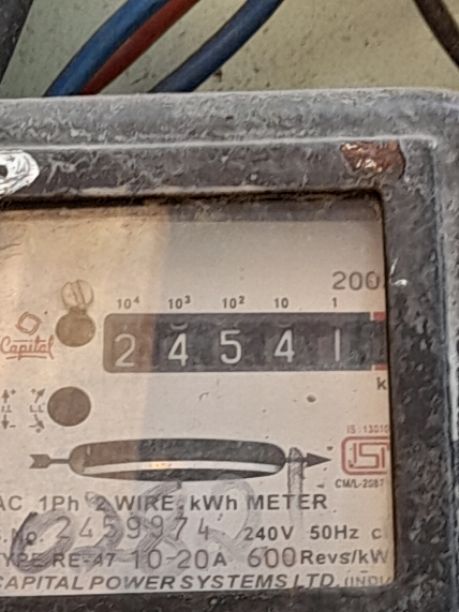 200
10⁴ 10³ 10² 10 1
2 4 5 4 1
Capital
k
IS:13010
ISI
CM/L-2087
AC 1Ph 2 WIRE kWh METER
S.No. 2459974 240V 50Hz c
TYPE RE-47 10-20A 600 Revs/kW
CAPITAL POWER SYSTEMS LTD. (INDI